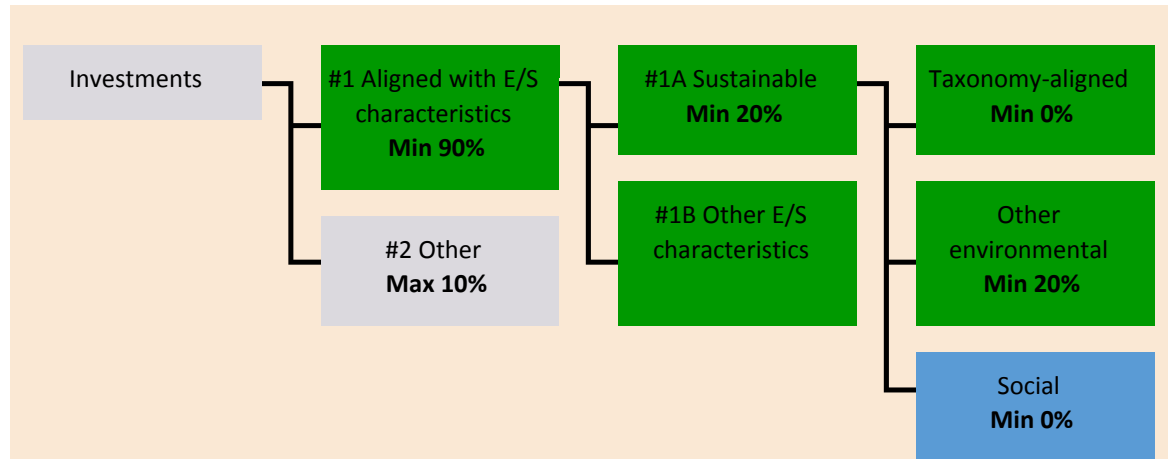 Investments
#1 Aligned with E/S
characteristics
Min 90%
#2 Other
Max 10%
#1A Sustainable
Min 20%
#1B Other E/S
characteristics
Taxonomy-aligned
Min 0%
Other
environmental
Min 20%
Social
Min 0%